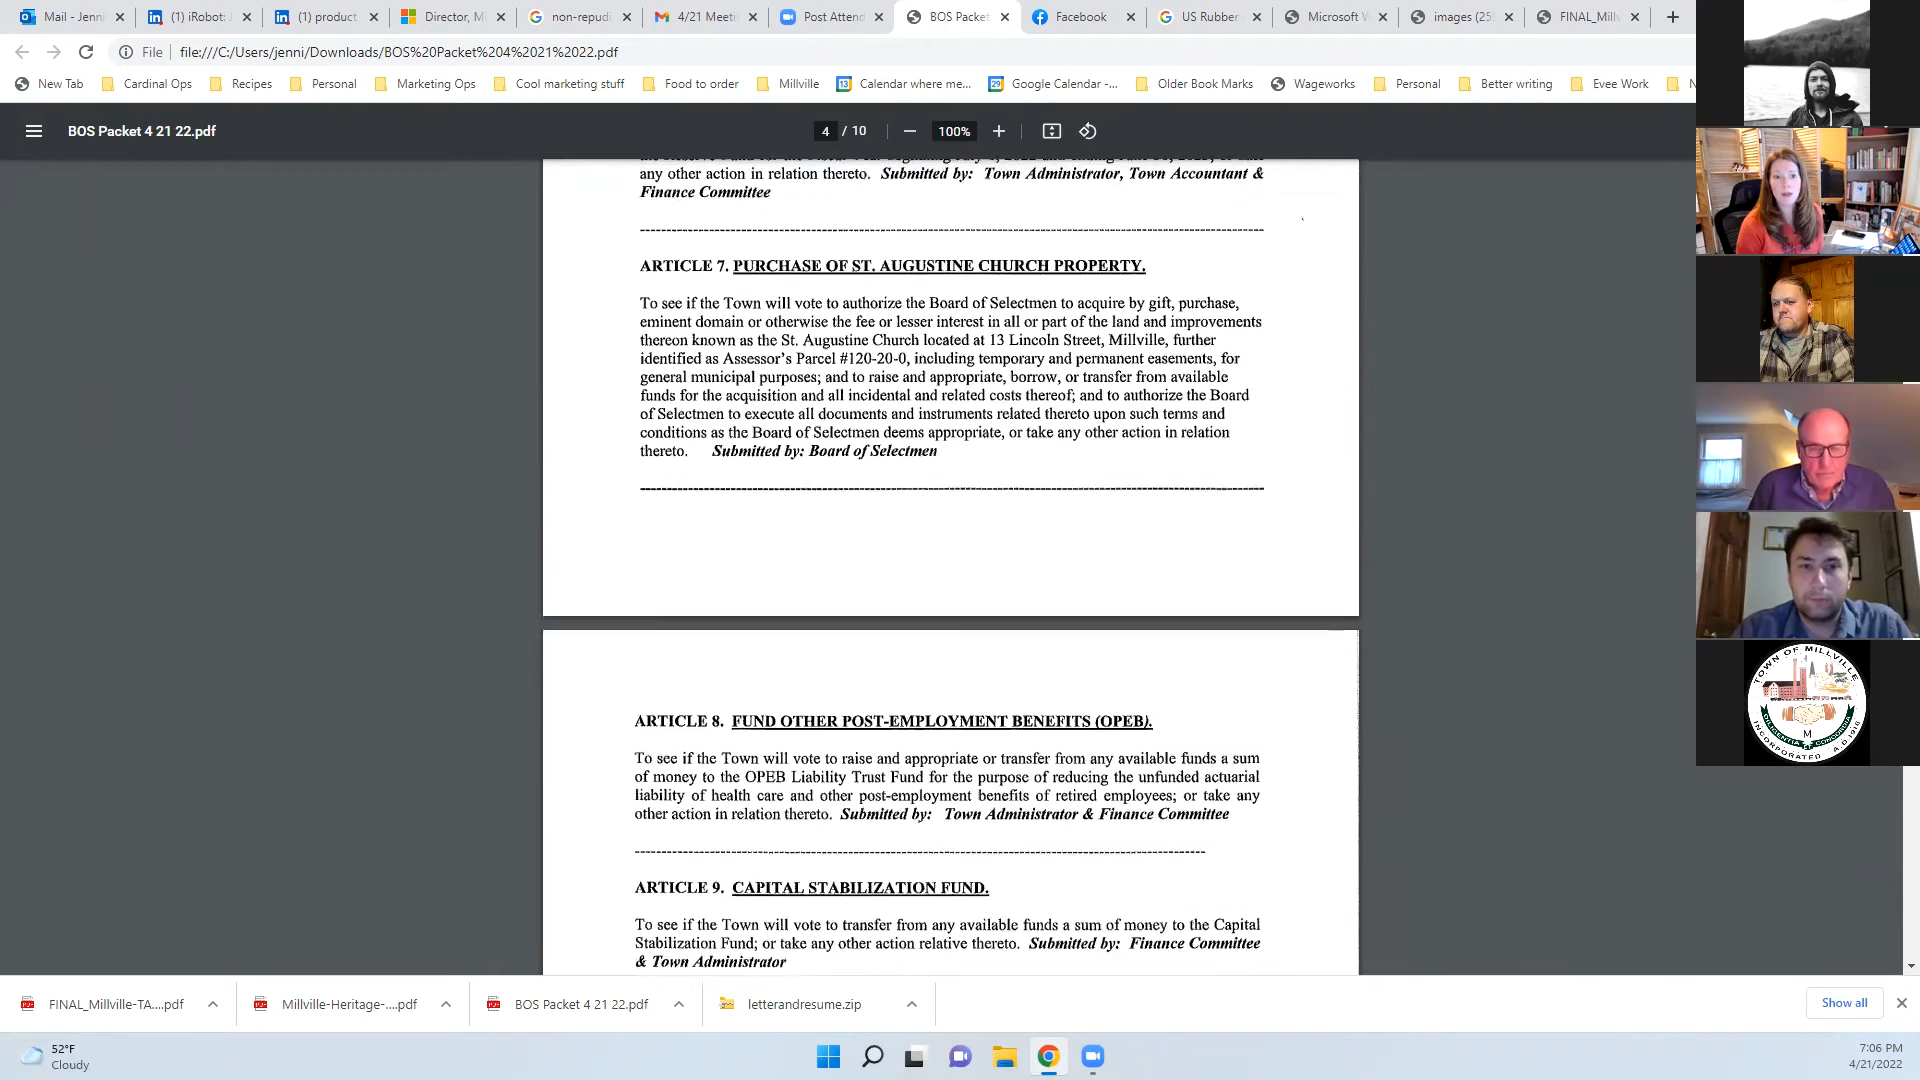 Mail - Jenni
(1) iRobot: J
(1) product
Director, Mi
non-repudi
4/21 Meeti
Post Attend
BOS Packet
Facebook
US Rubber
Microsoft V
images (25
FINAL_Millv
File
file:///C:/Users/jenni/Downloads/BOS%20Packet%204%2021%2022.pdf
New Tab
Cardinal Ops
Recipes
Personal
Marketing Ops
Cool marketing stuff
Food to order
Millville
Calendar where me...
Google Calendar -...
Older Book Marks
Wageworks
Personal
Better writing
Evee Work
BOS Packet 4 21 22.pdf
4 / 10
100%
any other action in relation thereto. Submitted by: Town Administrator, Town Accountant &
Finance Committee
ARTICLE 7. PURCHASE OF ST. AUGUSTINE CHURCH PROPERTY.
To see if the Town will vote to authorize the Board of Selectmen to acquire by gift, purchase,
eminent domain or otherwise the fee or lesser interest in all or part of the land and improvements
thereon known as the St. Augustine Church located at 13 Lincoln Street, Millville, further
identified as Assessor's Parcel #120-20-0, including temporary and permanent easements, for
general municipal purposes; and to raise and appropriate, borrow, or transfer from available
funds for the acquisition and all incidental and related costs thereof; and to authorize the Board
of Selectmen to execute all documents and instruments related thereto upon such terms and
conditions as the Board of Selectmen deems appropriate, or take any other action in relation
thereto. Submitted by: Board of Selectmen
ARTICLE 8. FUND OTHER POST-EMPLOYMENT BENEFITS (OPEB).
To see if the Town will vote to raise and appropriate or transfer from any available funds a sum
of money to the OPEB Liability Trust Fund for the purpose of reducing the unfunded actuarial
liability of health care and other post-employment benefits of retired employees; or take any
other action in relation thereto. Submitted by: Town Administrator & Finance Committee
ARTICLE 9. CAPITAL STABILIZATION FUND.
To see if the Town will vote to transfer from any available funds a sum of money to the Capital
Stabilization Fund; or take any other action relative thereto. Submitted by: Finance Committee
& Town Administrator
TOWN OF MILLVILLE
M
INCORPORATED A.D. 1916
FINAL_Millville-TA....pdf
Millville-Heritage-....pdf
BOS Packet 4 21 22.pdf
letterandresume.zip
Show all
52°F
Cloudy
7:06 PM
4/21/2022